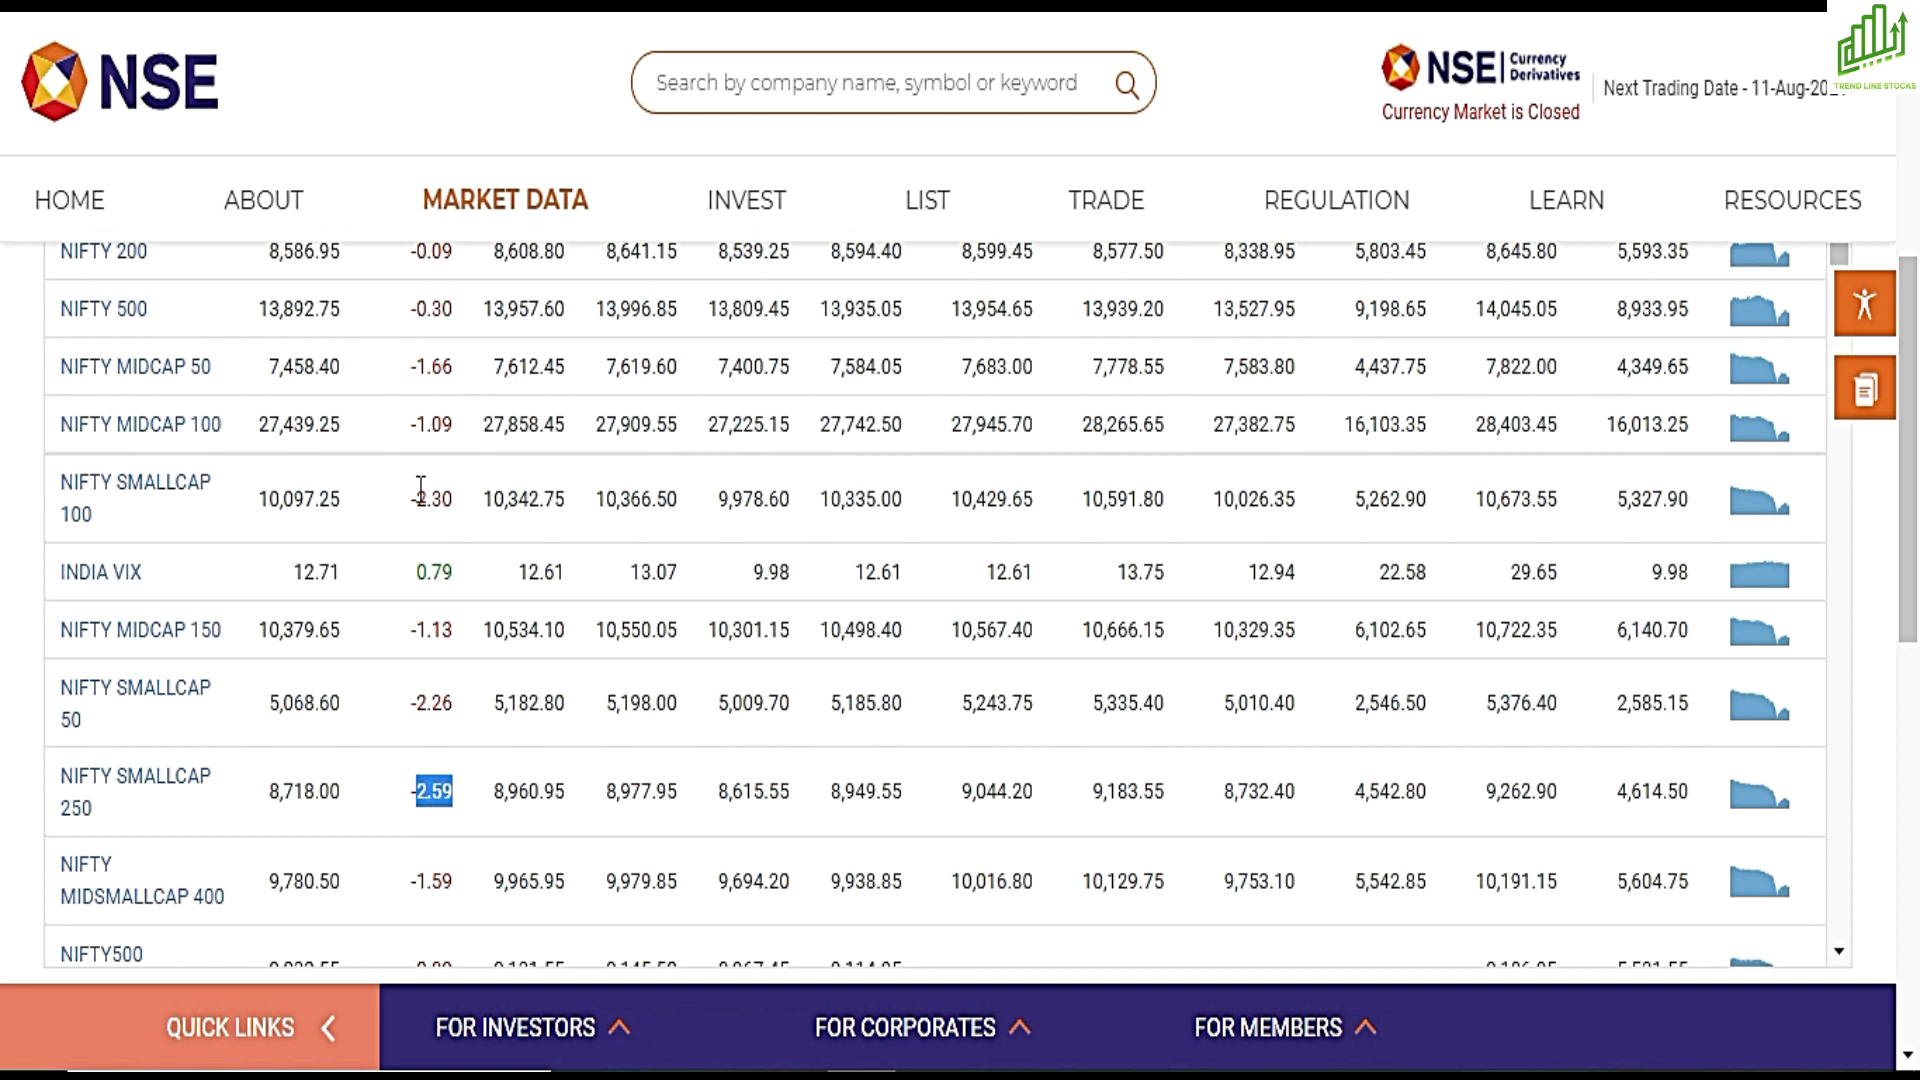 NSE
Search by company name, symbol or keyword
NSE Currency Derivatives
Currency Market is Closed
Next Trading Date - 11-Aug-20
TREND LINE STOCKS
HOME ABOUT MARKET DATA INVEST LIST TRADE REGULATION LEARN RESOURCES
NIFTY 200 8,586.95 -0.09 8,608.80 8,641.15 8,539.25 8,594.40 8,599.45 8,577.50 8,338.95 5,803.45 8,645.80 5,593.35
NIFTY 500 13,892.75 -0.30 13,957.60 13,996.85 13,809.45 13,935.05 13,954.65 13,939.20 13,527.95 9,198.65 14,045.05 8,933.95
NIFTY MIDCAP 50 7,458.40 -1.66 7,612.45 7,619.60 7,400.75 7,584.05 7,683.00 7,778.55 7,583.80 4,437.75 7,822.00 4,349.65
NIFTY MIDCAP 100 27,439.25 -1.09 27,858.45 27,909.55 27,225.15 27,742.50 27,945.70 28,265.65 27,382.75 16,103.35 28,403.45 16,013.25
NIFTY SMALLCAP
100 10,097.25 -2.30 10,342.75 10,366.50 9,978.60 10,335.00 10,429.65 10,591.80 10,026.35 5,262.90 10,673.55 5,327.90
INDIA VIX 12.71 0.79 12.61 13.07 9.98 12.61 12.61 13.75 12.94 22.58 29.65 9.98
NIFTY MIDCAP 150 10,379.65 -1.13 10,534.10 10,550.05 10,301.15 10,498.40 10,567.40 10,666.15 10,329.35 6,102.65 10,722.35 6,140.70
NIFTY SMALLCAP
50 5,068.60 -2.26 5,182.80 5,198.00 5,009.70 5,185.80 5,243.75 5,335.40 5,010.40 2,546.50 5,376.40 2,585.15
NIFTY SMALLCAP
250 8,718.00 -2.59 8,960.95 8,977.95 8,615.55 8,949.55 9,044.20 9,183.55 8,732.40 4,542.80 9,262.90 4,614.50
NIFTY
MIDSMALLCAP 400 9,780.50 -1.59 9,965.95 9,979.85 9,694.20 9,938.85 10,016.80 10,129.75 9,753.10 5,542.85 10,191.15 5,604.75
NIFTY500
QUICK LINKS FOR INVESTORS FOR CORPORATES FOR MEMBERS